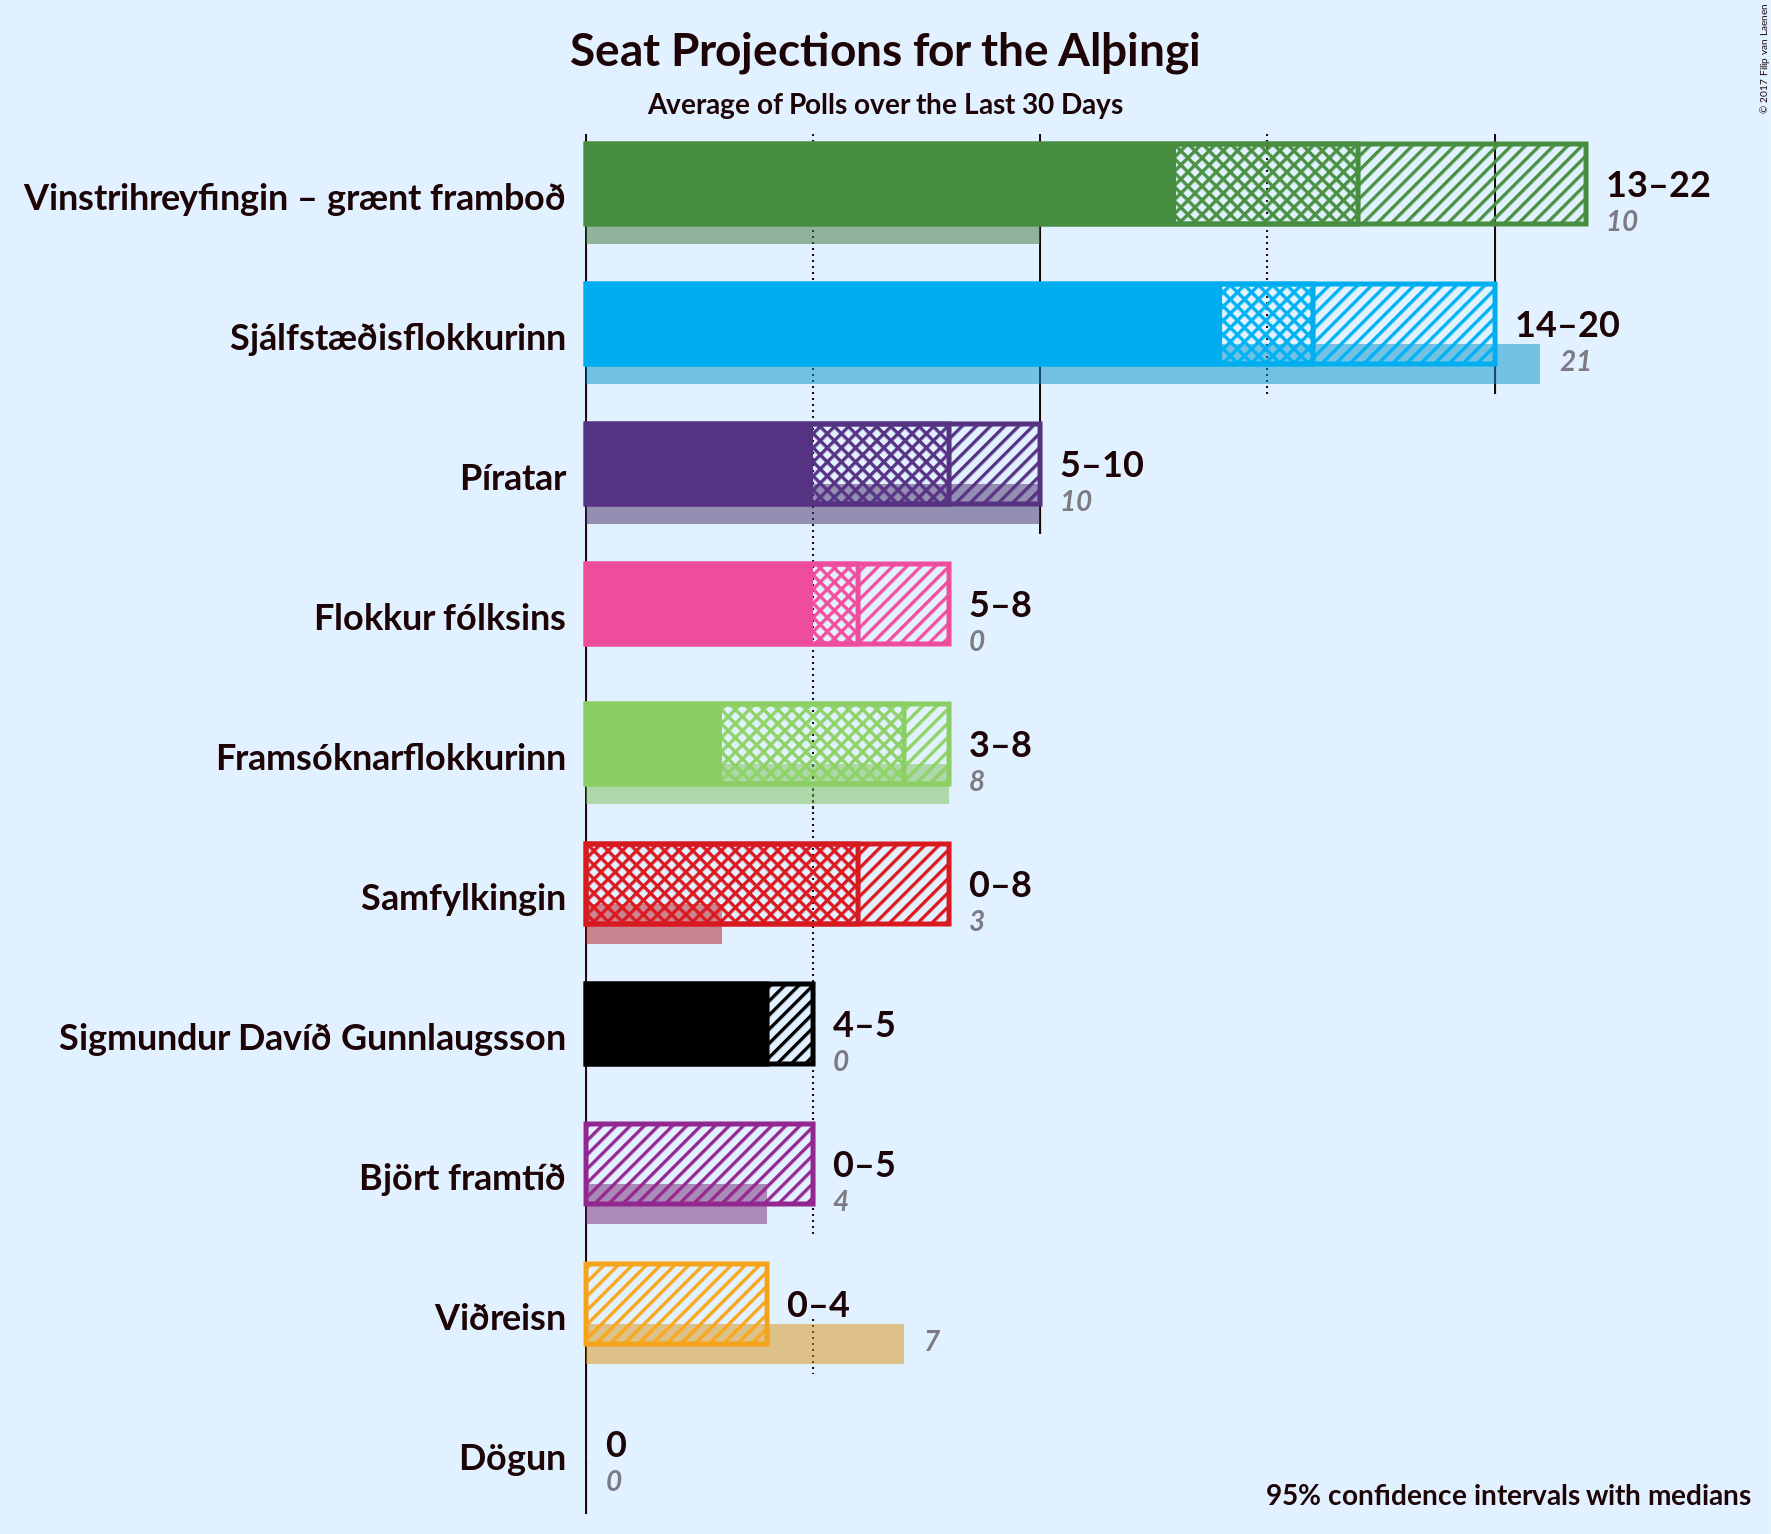 © 2017 Filip van Laenen
Seat Projections for the Alþingi
Average of Polls over the Last 30 Days
Vinstrihreyfingin – grænt framboð
13–22
10
Sjálfstæðisflokkurinn
14–20
21
Píratar
5–10
10
Flokkur fólksins
5–8
0
Framsóknarflokkurinn
3–8
8
Samfylkingin
0–8
3
Sigmundur Davíð Gunnlaugsson
4–5
0
Björt framtíð
0–5
4
Viðreisn
0–4
7
Dögun
0
0
95% confidence intervals with medians